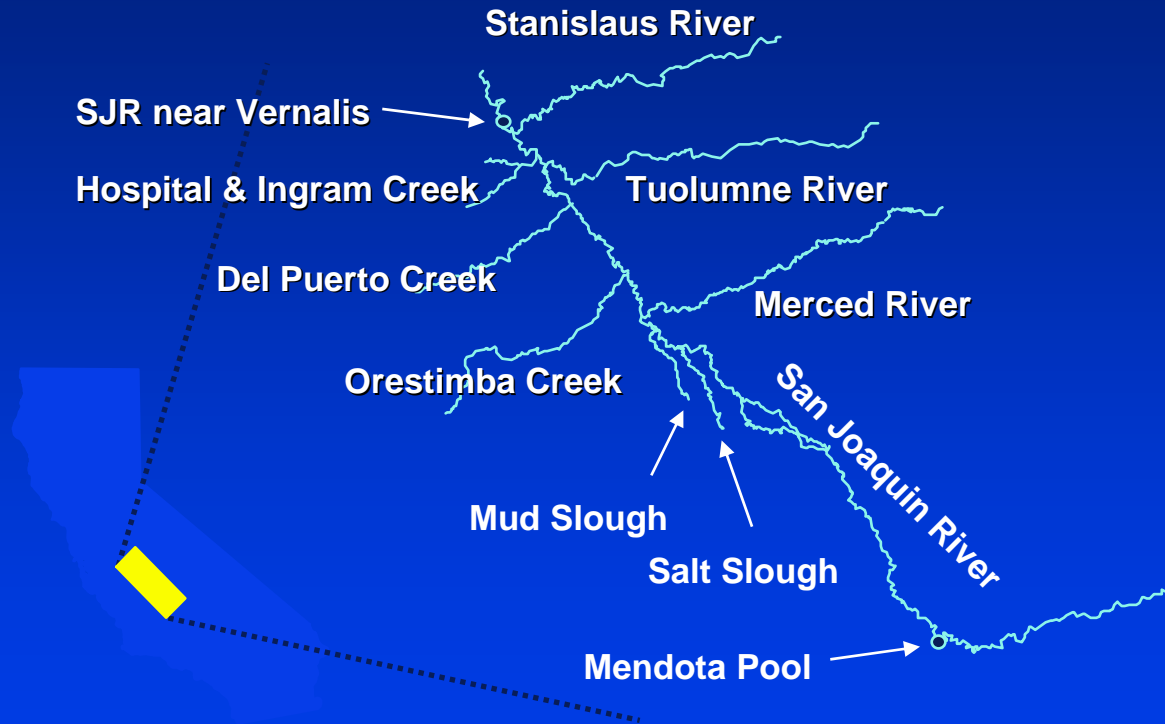 Stanislaus River
SJR near Vernalis
Hospital & Ingram Creek
Tuolumne River
Del Puerto Creek
Merced River
Orestimba Creek
San Joaquin River
Mud Slough
Salt Slough
Mendota Pool